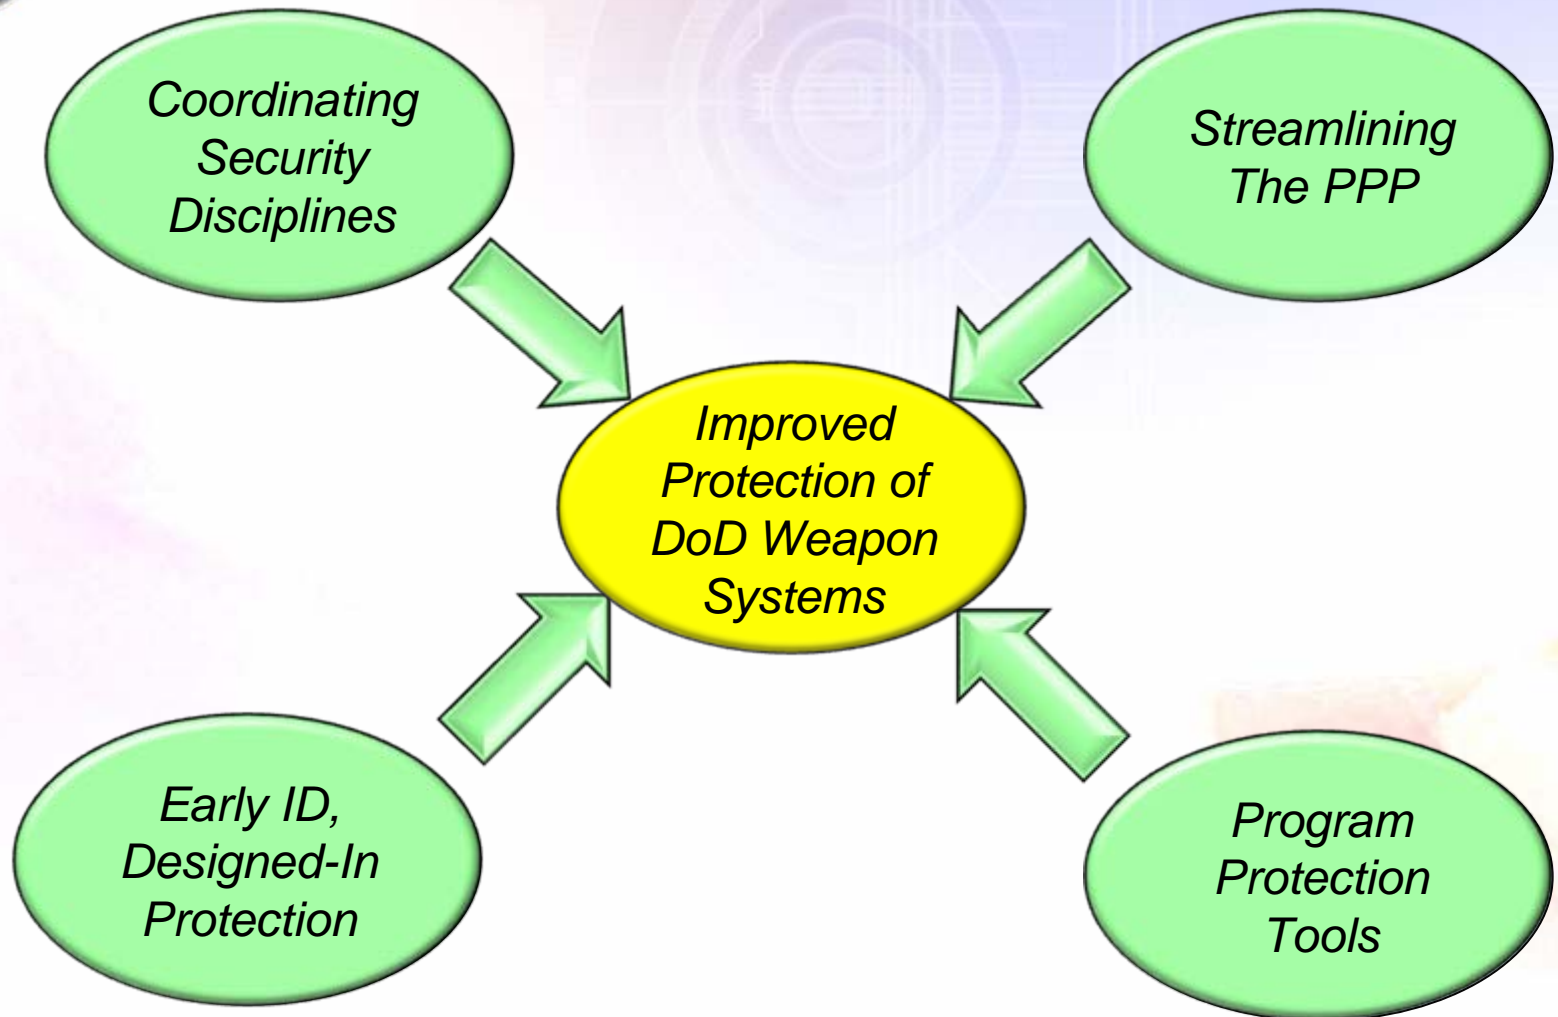 Coordinating
Security
Disciplines
Streamlining
The PPP
Improved
Protection of
DoD Weapon
Systems
Early ID,
Designed-In
Protection
Program
Protection
Tools